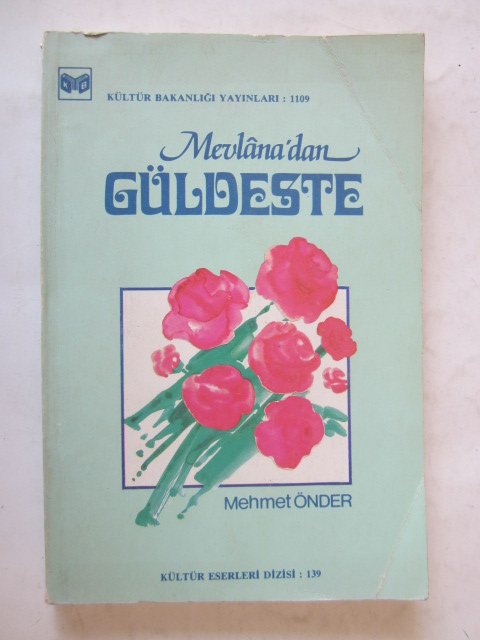 KÜLTÜR BAKANLIĞI YAYINLARI : 1109
Mevlâna'dan
GÜLDESTE
Mehmet ÖNDER
KÜLTÜR ESERLERİ DİZİSİ : 139